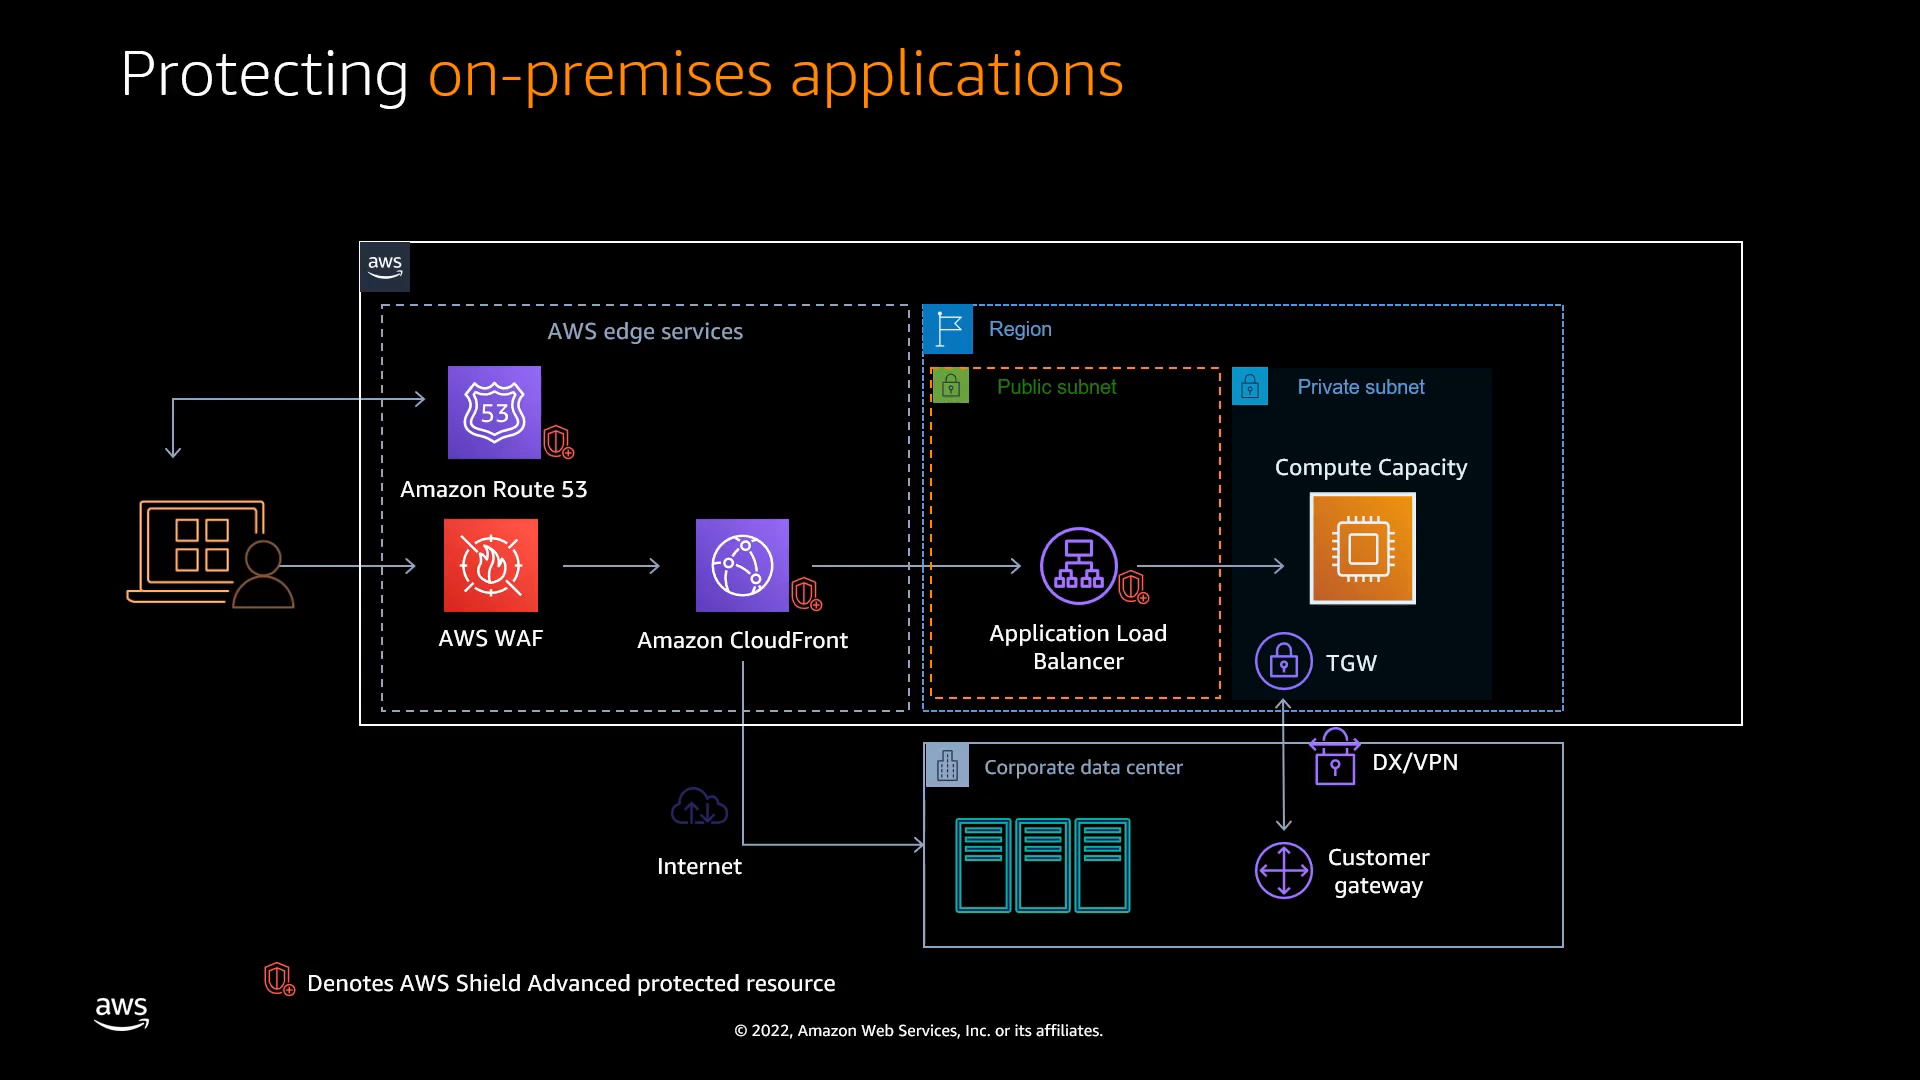 Protecting on-premises applications
aws
AWS edge services
Region
Public subnet
Private subnet
53
Amazon Route 53
Compute Capacity
AWS WAF
Amazon CloudFront
Application Load
Balancer
TGW
Corporate data center
DX/VPN
Internet
Customer
gateway
Denotes AWS Shield Advanced protected resource
aws
© 2022, Amazon Web Services, Inc. or its affiliates.